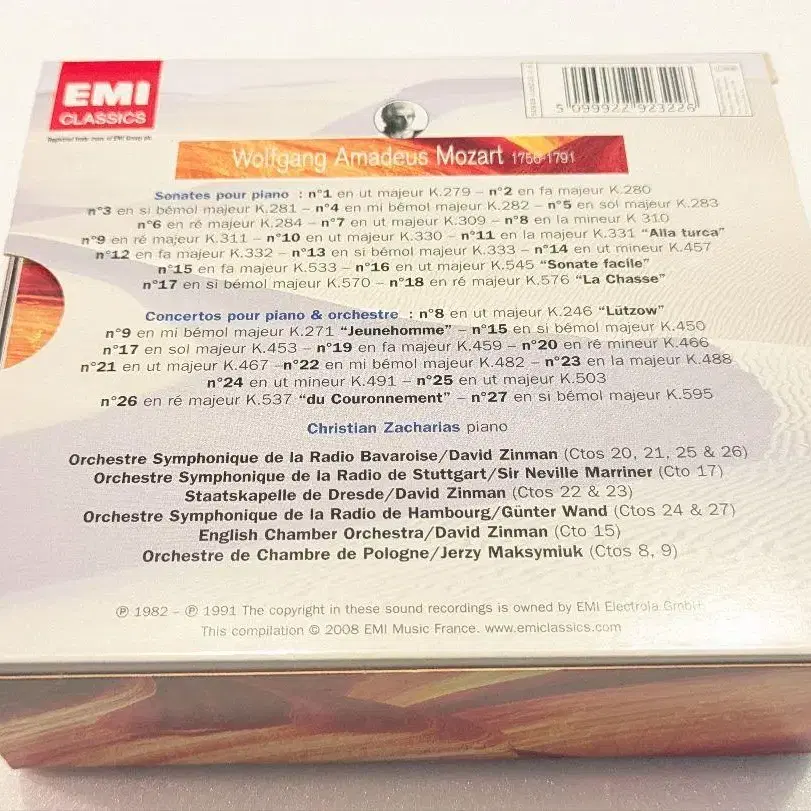 EMI
CLASSICS
5 099922 923226
Wolfgang Amadeus Mozart 1756-1791
Sonates pour piano : n°1 en ut majeur K.279 – n°2 en fa majeur K.280
n°3 en si bémol majeur K.281 – n°4 en mi bémol majeur K.282 – n°5 en sol majeur K.283
n°6 en ré majeur K.284 – n°7 en ut majeur K.309 – n°8 en la mineur K 310
n°9 en ré majeur K.311 – n°10 en ut majeur K.330 – n°11 en la majeur K.331 “Alla turca”
n°12 en fa majeur K.332 – n°13 en si bémol majeur K.333 – n°14 en ut mineur K.457
n°15 en fa majeur K.533 – n°16 en ut majeur K.545 “Sonate facile”
n°17 en si bémol majeur K.570 – n°18 en ré majeur K.576 “La Chasse”
Concertos pour piano & orchestre : n°8 en ut majeur K.246 “Lützow”
n°9 en mi bémol majeur K.271 “Jeunehomme” – n°15 en si bémol majeur K.450
n°17 en sol majeur K.453 – n°19 en fa majeur K.459 – n°20 en ré mineur K.466
n°21 en ut majeur K.467 – n°22 en mi bémol majeur K.482 – n°23 en la majeur K.488
n°24 en ut mineur K.491 – n°25 en ut majeur K.503
n°26 en ré majeur K.537 “du Couronnement” – n°27 en si bémol majeur K.595
Christian Zacharias piano
Orchestre Symphonique de la Radio Bavaroise/David Zinman (Ctos 20, 21, 25 & 26)
Orchestre Symphonique de la Radio de Stuttgart/Sir Neville Marriner (Cto 17)
Staatskapelle de Dresde/David Zinman (Ctos 22 & 23)
Orchestre Symphonique de la Radio de Hambourg/Günter Wand (Ctos 24 & 27)
English Chamber Orchestra/David Zinman (Cto 15)
Orchestre de Chambre de Pologne/Jerzy Maksymiuk (Ctos 8, 9)
℗ 1982 – ℗ 1991 The copyright in these sound recordings is owned by EMI Electrola GmbH.
This compilation © 2008 EMI Music France. www.emiclassics.com